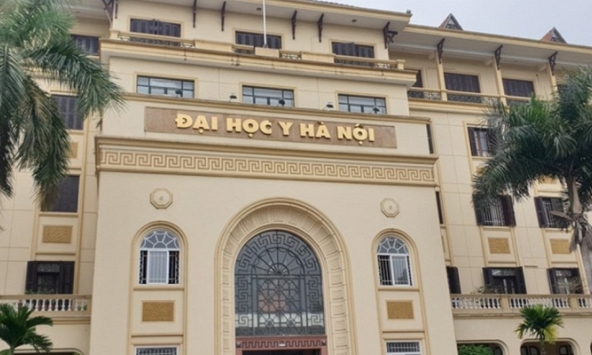 ĐẠI HỌC Y HÀ NỘI